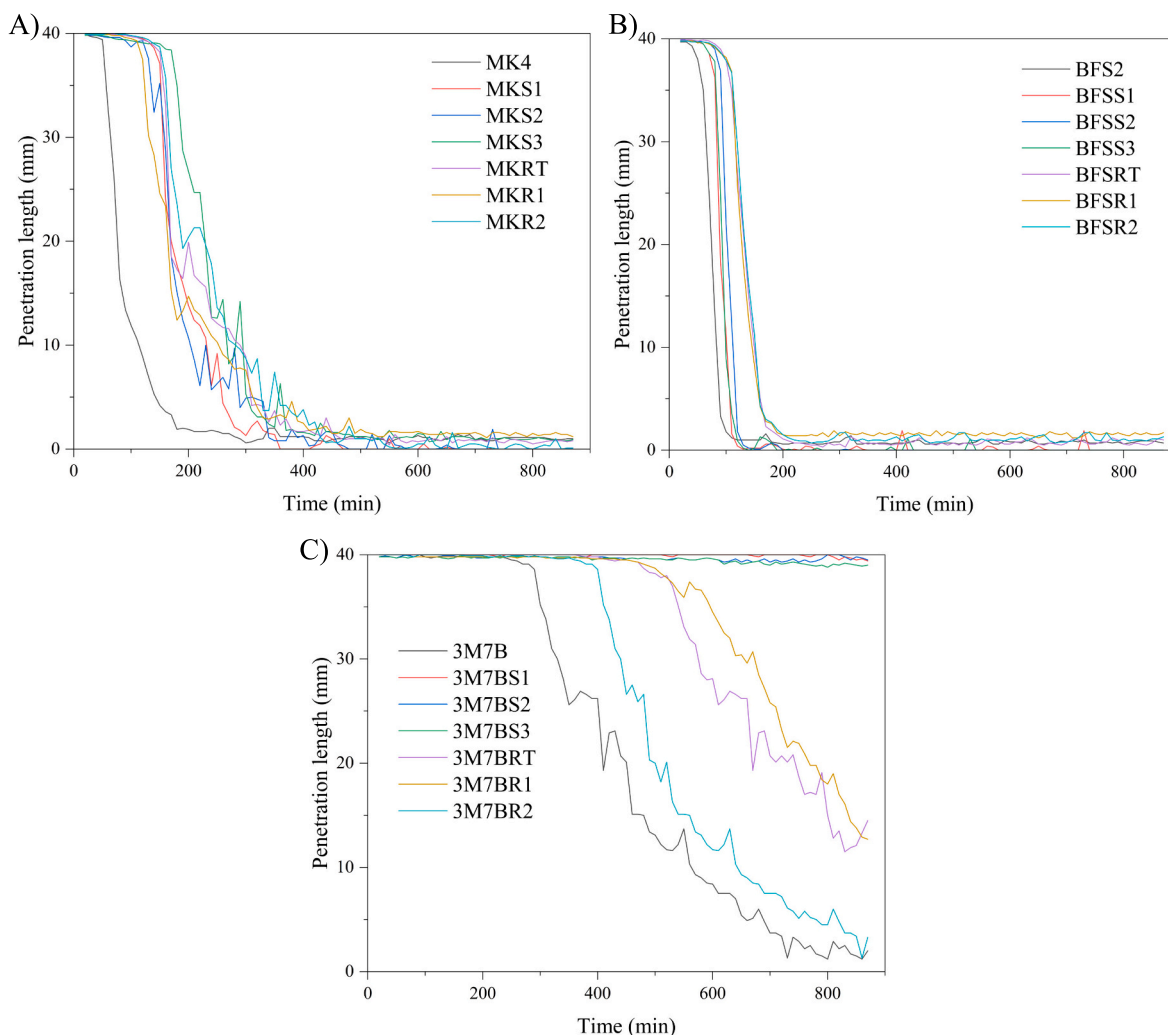 A)
40
30
20
10
0
Penetration length (mm)
MK4
MKS1
MKS2
MKS3
MKRT
MKR1
MKR2
0
200
400
600
800
Time (min)
B)
40
30
20
10
0
Penetration length (mm)
BFS2
BFSS1
BFSS2
BFSS3
BFSRT
BFSR1
BFSR2
0
200
400
600
800
Time (min)
C)
40
30
20
10
0
Penetration length (mm)
3M7B
3M7BS1
3M7BS2
3M7BS3
3M7BRT
3M7BR1
3M7BR2
0
200
400
600
800
Time (min)